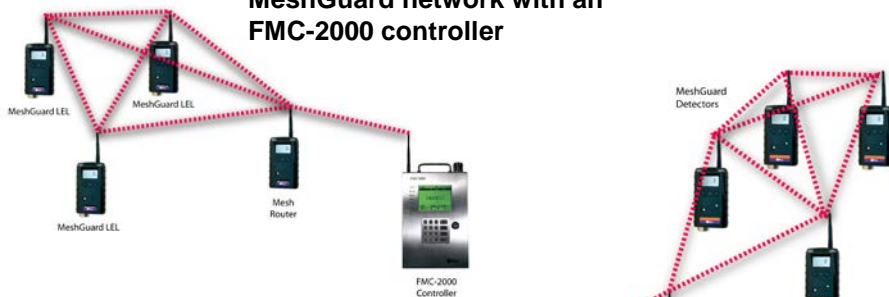 MeshGuard network with an
FMC-2000 controller
MeshGuard LEL
MeshGuard LEL
MeshGuard
Detectors
MeshGuard LEL
Mesh
Router
FMC-2000
Controller